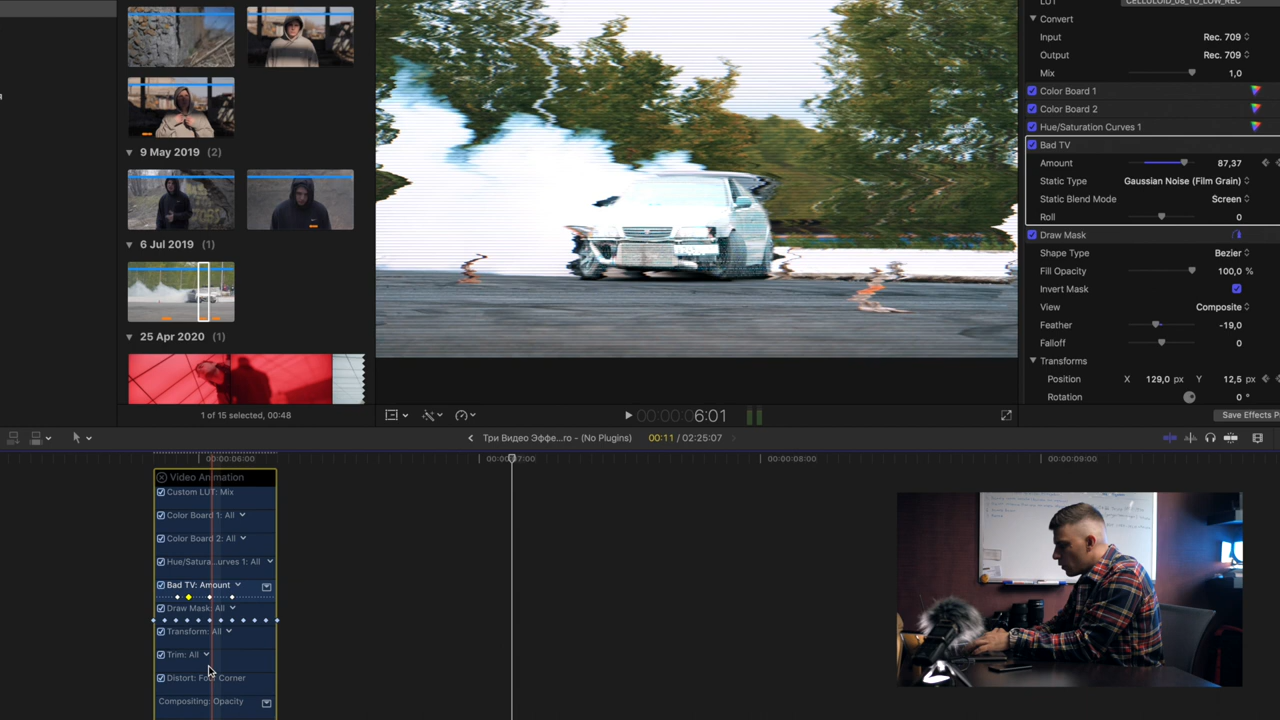 LUT CELLULOID_08_TO_LOW_REC
Convert
Input Rec. 709
Output Rec. 709
Mix 1,0
Color Board 1
Color Board 2
Hue/Saturation Curves 1
Bad TV
Amount 87,37
Static Type Gaussian Noise (Film Grain)
Static Blend Mode Screen
Roll 0
Draw Mask
Shape Type Bezier
Fill Opacity 100,0 %
Invert Mask
View Composite
Feather -19,0
Falloff 0
Transforms
Position X 129,0 px Y 12,5 px
Rotation 0 °
Save Effects P
9 May 2019 (2)
6 Jul 2019 (1)
25 Apr 2020 (1)
1 of 15 selected, 00:48
00:00:06:01
Три Видео Эффе...ro - (No Plugins) 00:11 / 02:25:07
00:00:06:00 00:00:07:00 00:00:08:00 00:00:09:00
Video Animation
Custom LUT: Mix
Color Board 1: All
Color Board 2: All
Hue/Satura...urves 1: All
Bad TV: Amount
Draw Mask: All
Transform: All
Trim: All
Distort: Four Corner
Compositing: Opacity